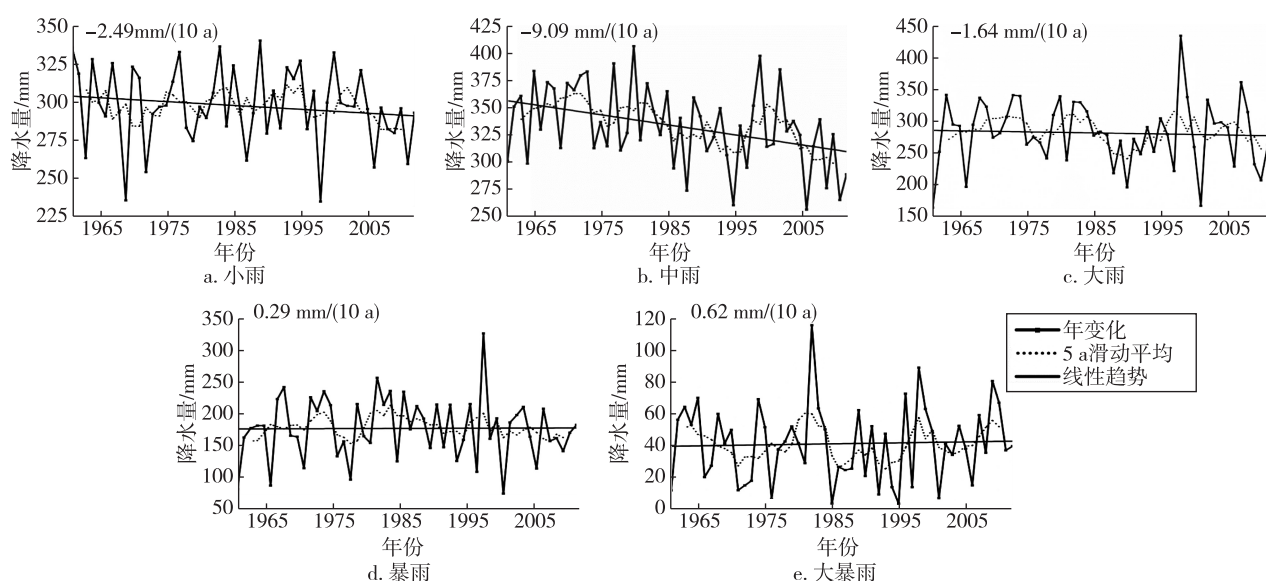 -2.49mm/(10 a)
350
325
300
275
300
250
225
降水量/mm
1965
1975
1985
1995
2005
年份
a. 小雨
-9.09 mm/(10 a)
425
400
375
350
325
300
275
250
降水量/mm
1965
1975
1985
1995
2005
年份
b. 中雨
-1.64 mm/(10 a)
450
400
350
300
250
200
150
降水量/mm
1965
1975
1985
1995
2005
年份
c. 大雨
0.29 mm/(10 a)
350
300
250
200
150
100
50
降水量/mm
1965
1975
1985
1995
2005
年份
d. 暴雨
0.62 mm/(10 a)
120
100
80
60
40
20
0
降水量/mm
1965
1975
1985
1995
2005
年份
e. 大暴雨
年变化
5 a滑动平均
线性趋势